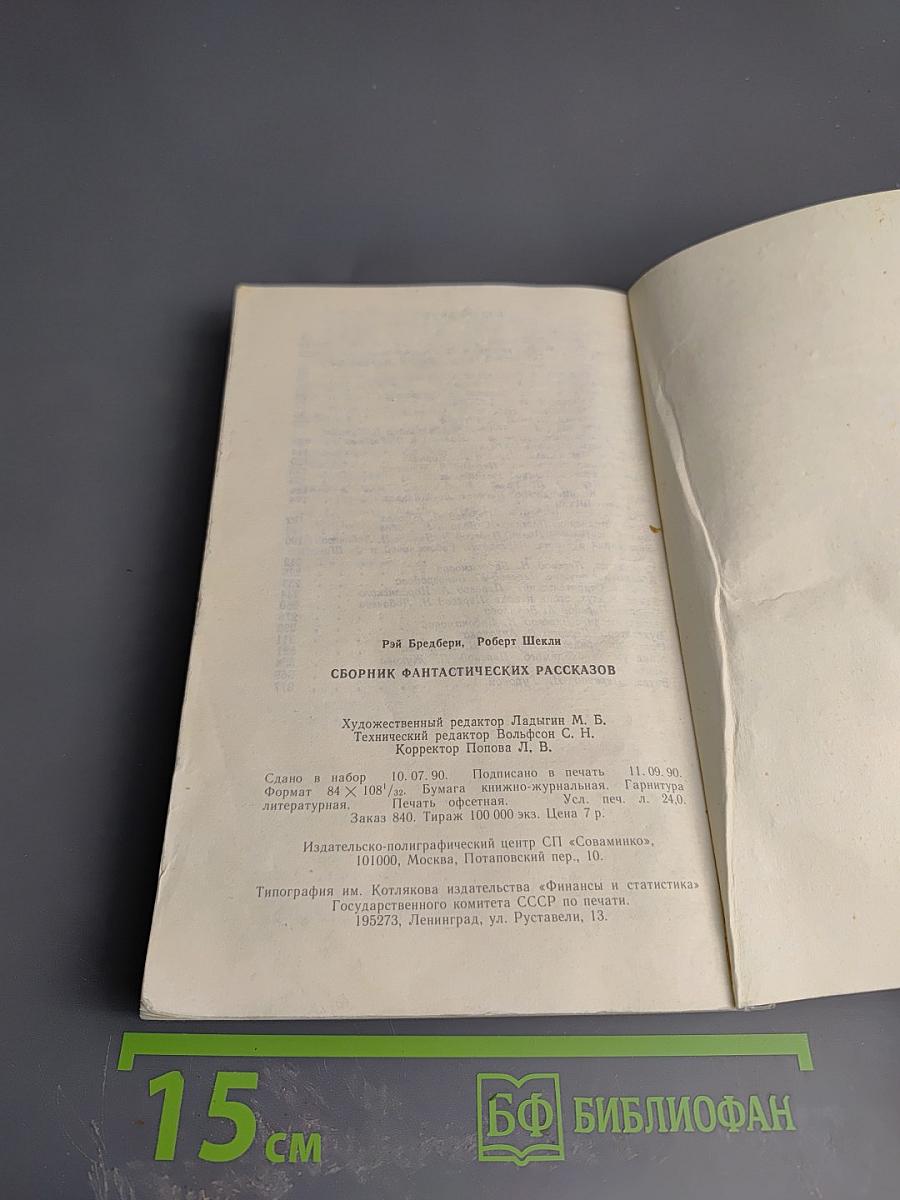 Рэй Бредбери, Роберт Шекли
СБОРНИК ФАНТАСТИЧЕСКИХ РАССКАЗОВ
Художественный редактор Ладыгин М. Б.
Технический редактор Вольфсон С. Н.
Корректор Попова Л. В.
Сдано в набор 10. 07. 90. Подписано в печать 11. 09. 90.
Формат 84 × 108¹/₃₂. Бумага книжно-журнальная. Гарнитура
литературная. Печать офсетная. Усл. печ. л. 24,0.
Заказ 840. Тираж 100 000 экз. Цена 7 р.
Издательско-полиграфический центр СП «Соваминко»,
101000, Москва, Потаповский пер., 10.
Типография им. Котлякова издательства «Финансы и статистика»
Государственного комитета СССР по печати.
195273, Ленинград, ул. Руставели, 13.
15 см
БФ БИБЛИОФАН